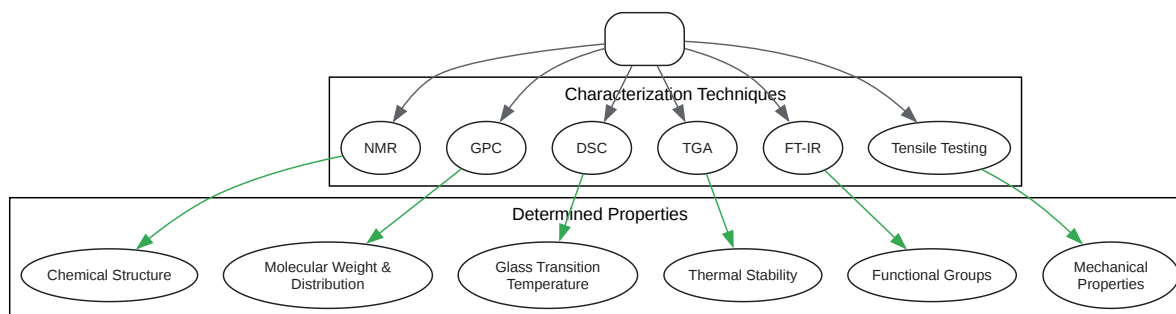 Characterization Techniques
NMR
GPC
DSC
TGA
FT-IR
Tensile Testing
Determined Properties
Chemical Structure
Molecular Weight &
Distribution
Glass Transition
Temperature
Thermal Stability
Functional Groups
Mechanical
Properties